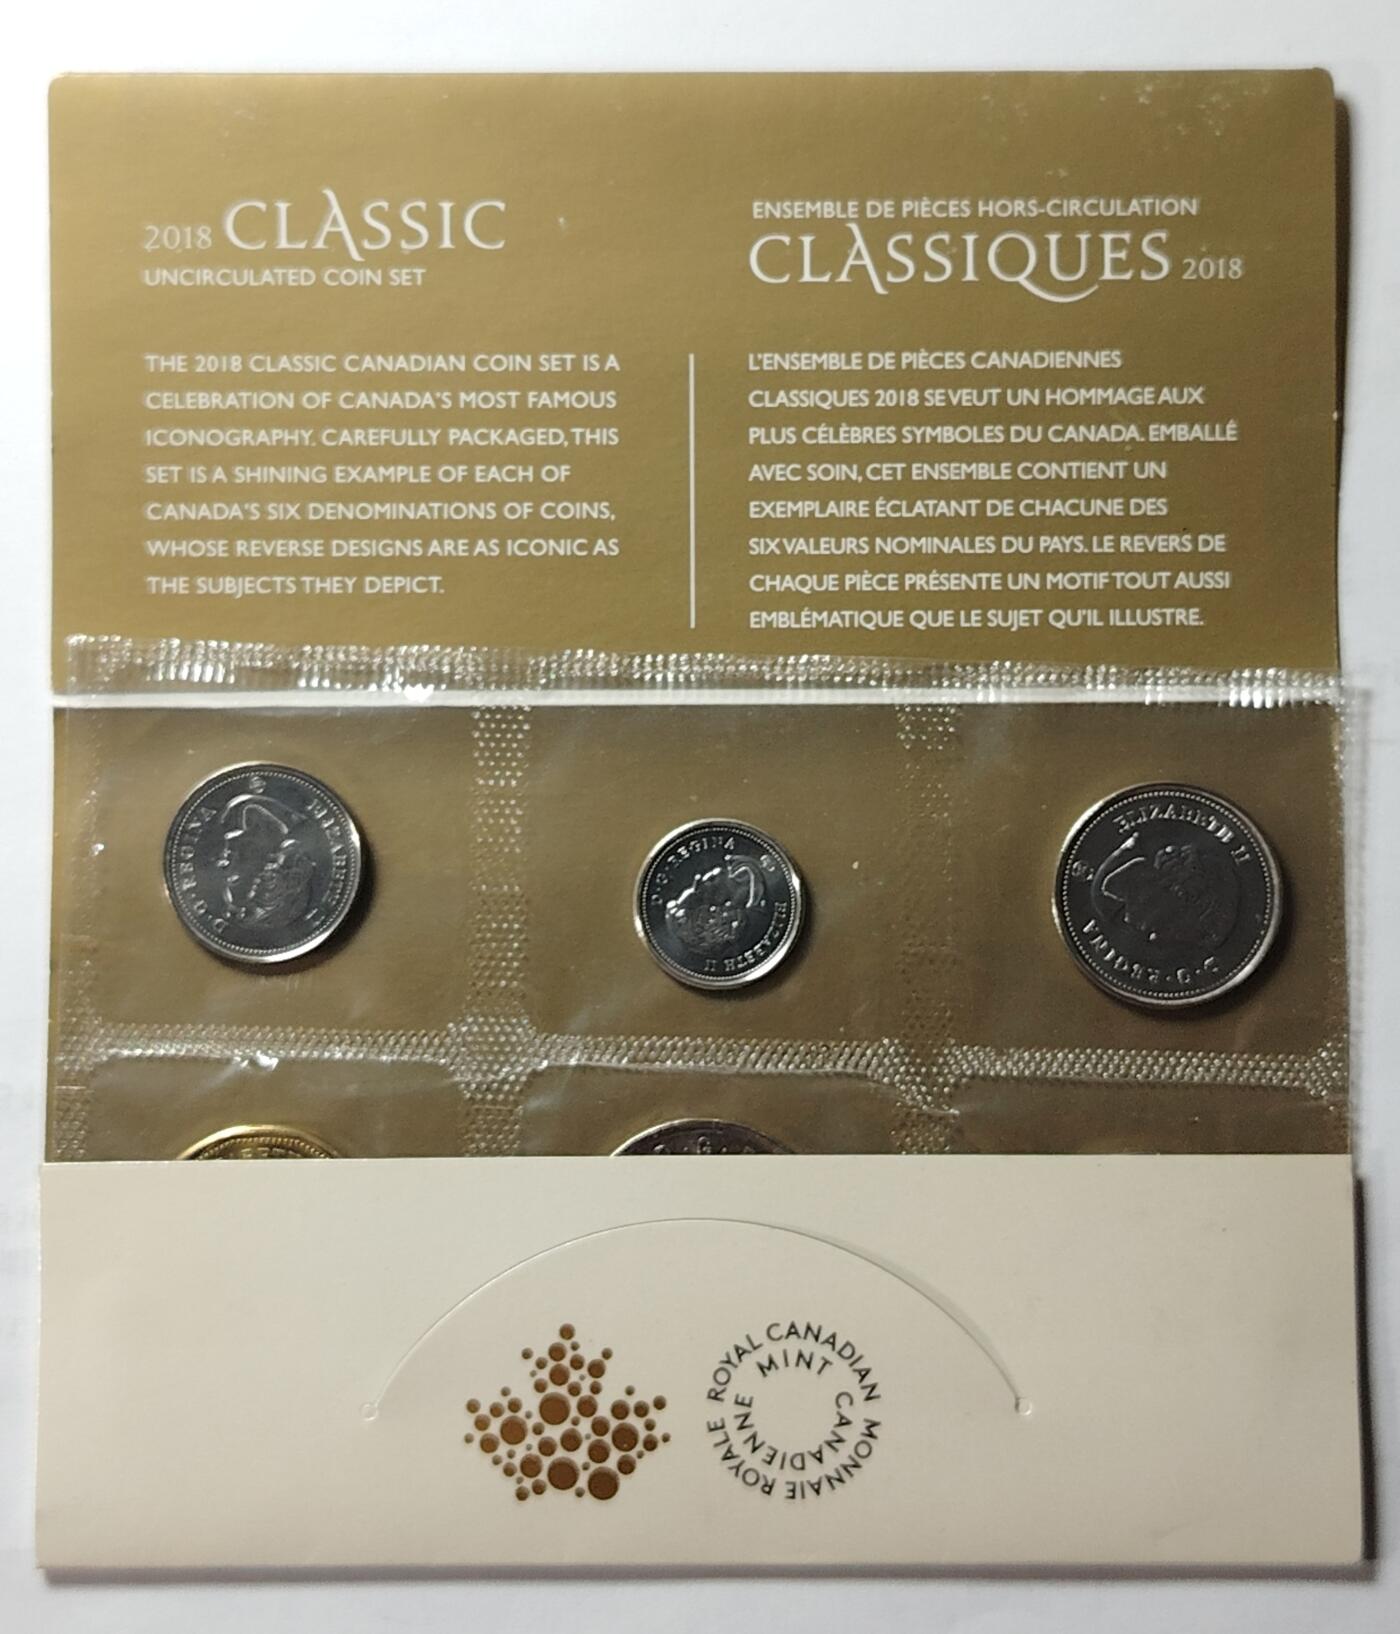 2018 CLASSIC
UNCIRCULATED COIN SET
THE 2018 CLASSIC CANADIAN COIN SET IS A
CELEBRATION OF CANADA'S MOST FAMOUS
ICONOGRAPHY. CAREFULLY PACKAGED, THIS
SET IS A SHINING EXAMPLE OF EACH OF
CANADA'S SIX DENOMINATIONS OF COINS,
WHOSE REVERSE DESIGNS ARE AS ICONIC AS
THE SUBJECTS THEY DEPICT.
ENSEMBLE DE PIÈCES HORS-CIRCULATION
CLASSIQUES 2018
L'ENSEMBLE DE PIÈCES CANADIENNES
CLASSIQUES 2018 SE VEUT UN HOMMAGE AUX
PLUS CÉLÈBRES SYMBOLES DU CANADA. EMBALLÉ
AVEC SOIN, CET ENSEMBLE CONTIENT UN
EXEMPLAIRE ÉCLATANT DE CHACUNE DES
SIX VALEURS NOMINALES DU PAYS. LE REVERS DE
CHAQUE PIÈCE PRÉSENTE UN MOTIF TOUT AUSSI
EMBLÉMATIQUE QUE LE SUJET QU'IL ILLUSTRE.
ELIZABETH II D·G·REGINA
ELIZABETH II D·G·REGINA
ELIZABETH II D·G·REGINA
ROYAL CANADIAN MINT
MONNAIE ROYALE CANADIENNE